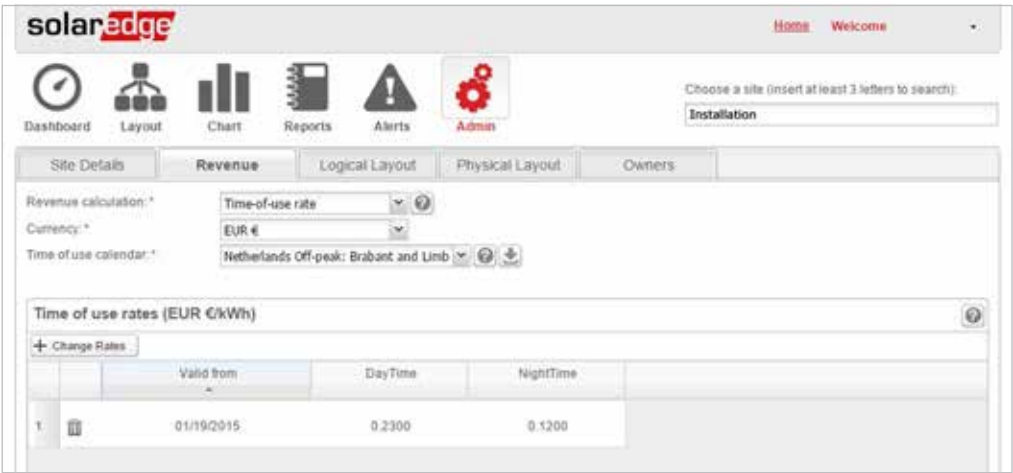 solaredge
Home Welcome
Dashboard Layout Chart Reports Alerts Admin
Choose a site (insert at least 3 letters to search):
Installation
Site Details Revenue Logical Layout Physical Layout Owners
Revenue calculation: * Time-of-use rate
Currency: * EUR €
Time of use calendar: * Netherlands Off-peak: Brabant and Limb
Time of use rates (EUR €/kWh)
+ Change Rates
Valid from DayTime NightTime
1 01/19/2015 0.2300 0.1200